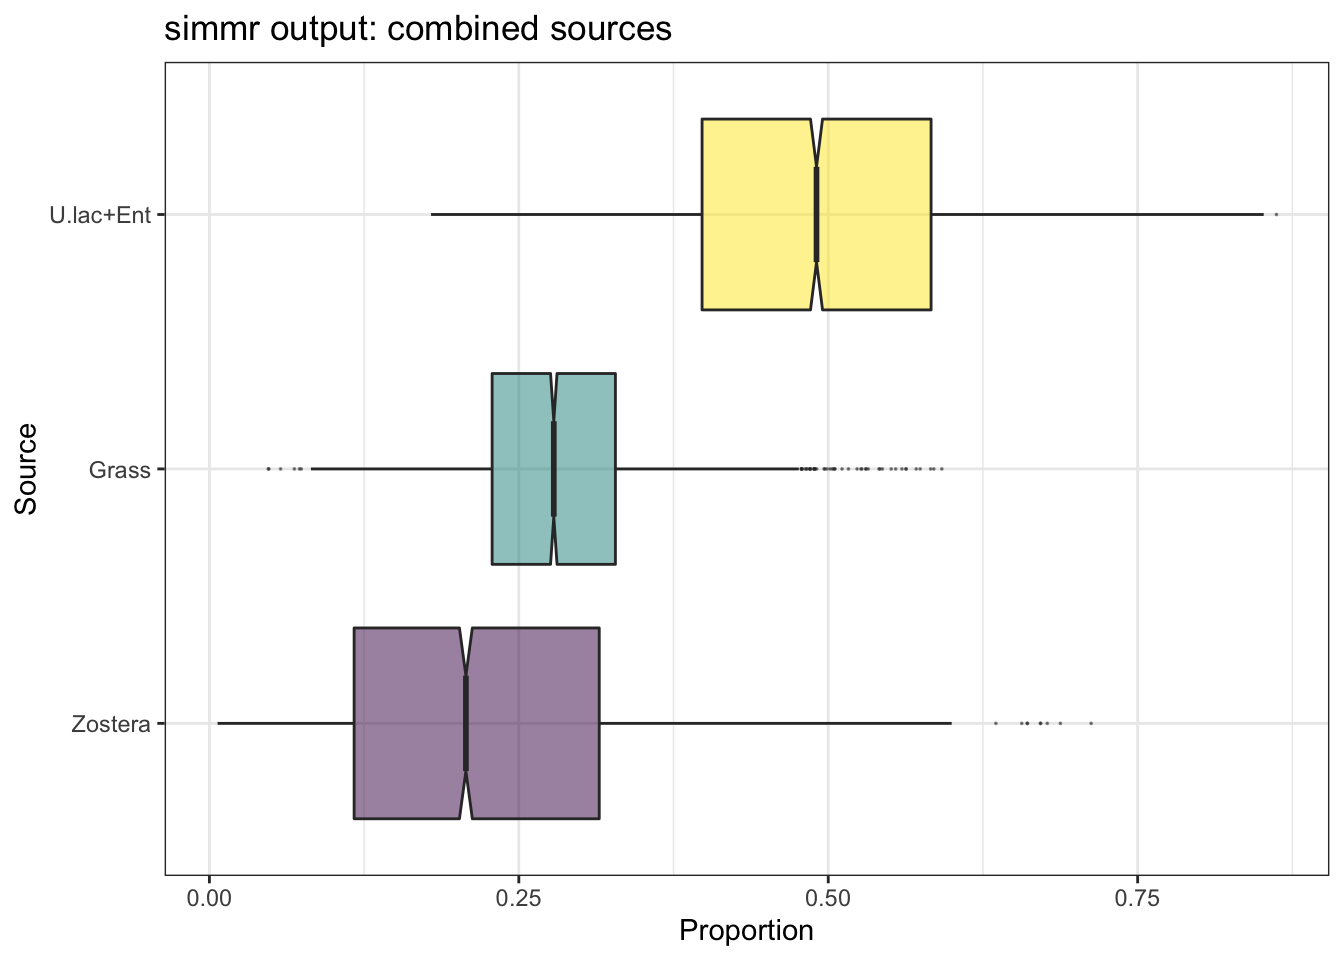 simmr output: combined sources
U.lac+Ent
Grass
Zostera
Source
0.00 0.25 0.50 0.75
Proportion